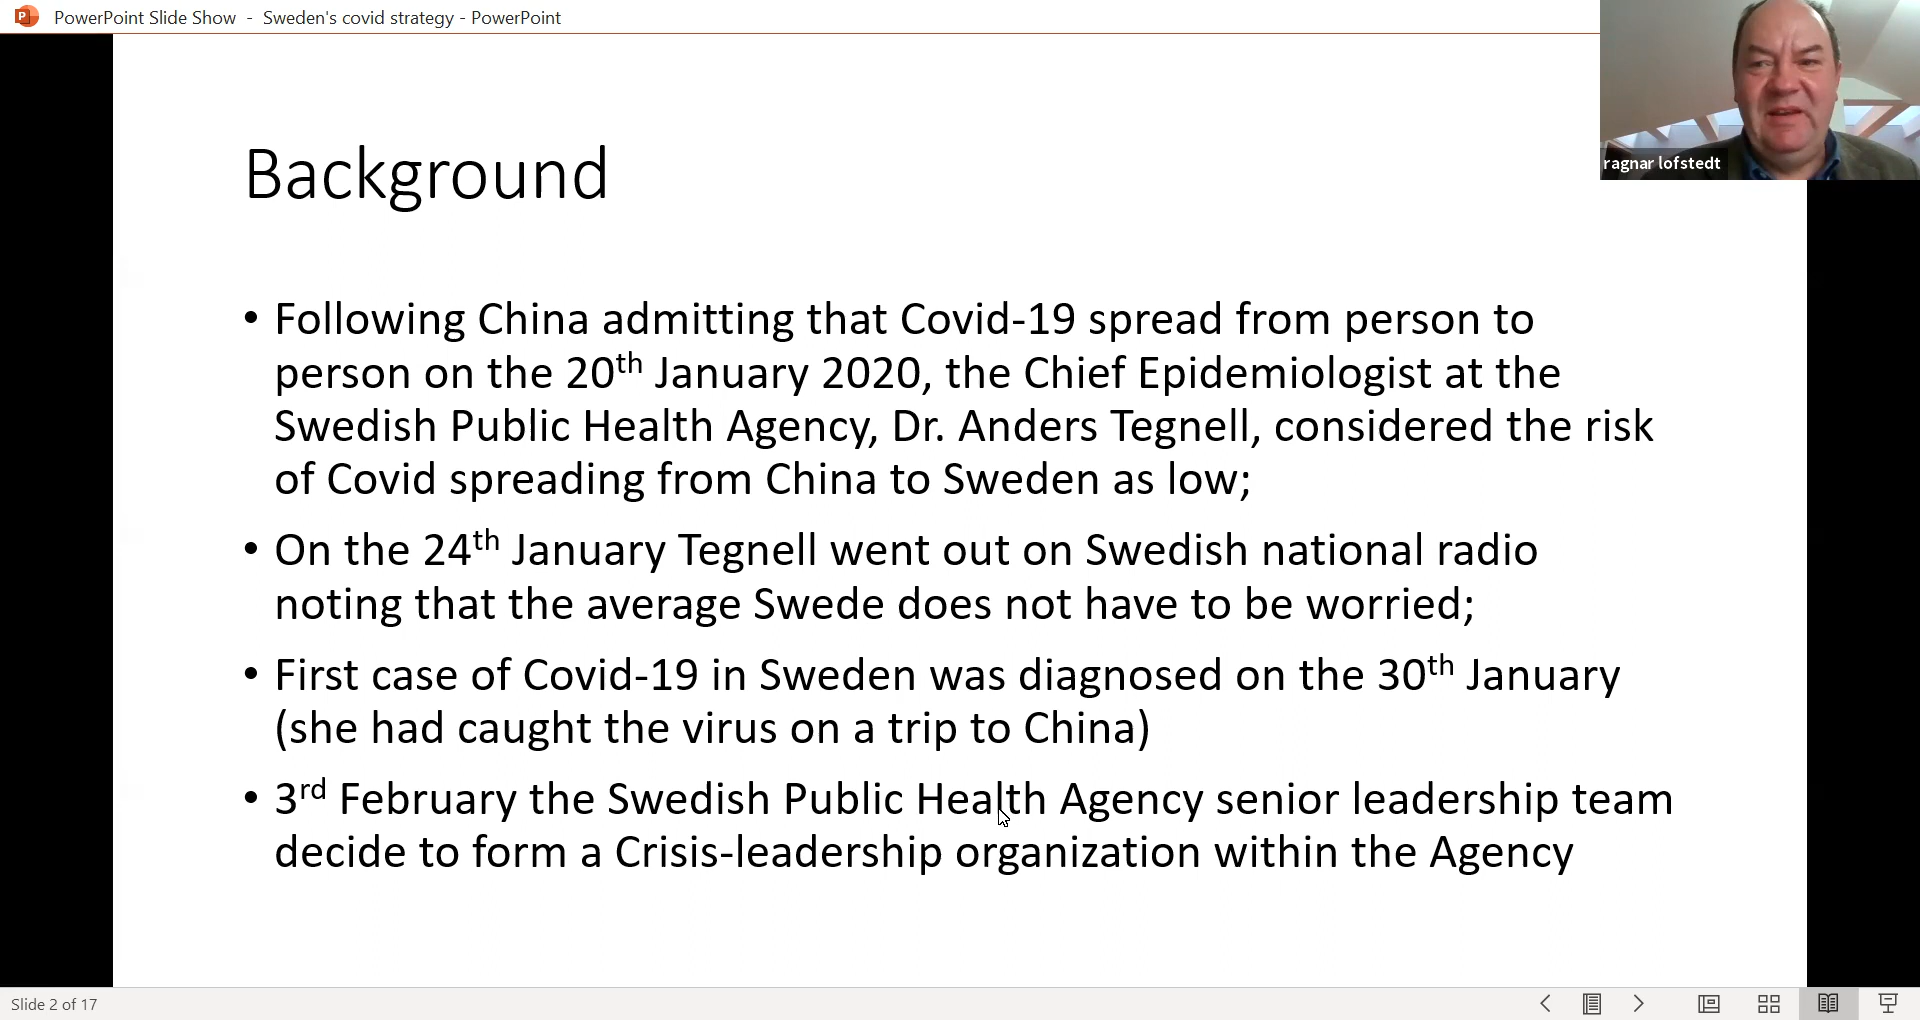 PowerPoint Slide Show - Sweden's covid strategy - PowerPoint
ragnar lofstedt
Background
• Following China admitting that Covid-19 spread from person to
person on the 20th January 2020, the Chief Epidemiologist at the
Swedish Public Health Agency, Dr. Anders Tegnell, considered the risk
of Covid spreading from China to Sweden as low;
• On the 24th January Tegnell went out on Swedish national radio
noting that the average Swede does not have to be worried;
• First case of Covid-19 in Sweden was diagnosed on the 30th January
(she had caught the virus on a trip to China)
• 3rd February the Swedish Public Health Agency senior leadership team
decide to form a Crisis-leadership organization within the Agency
Slide 2 of 17